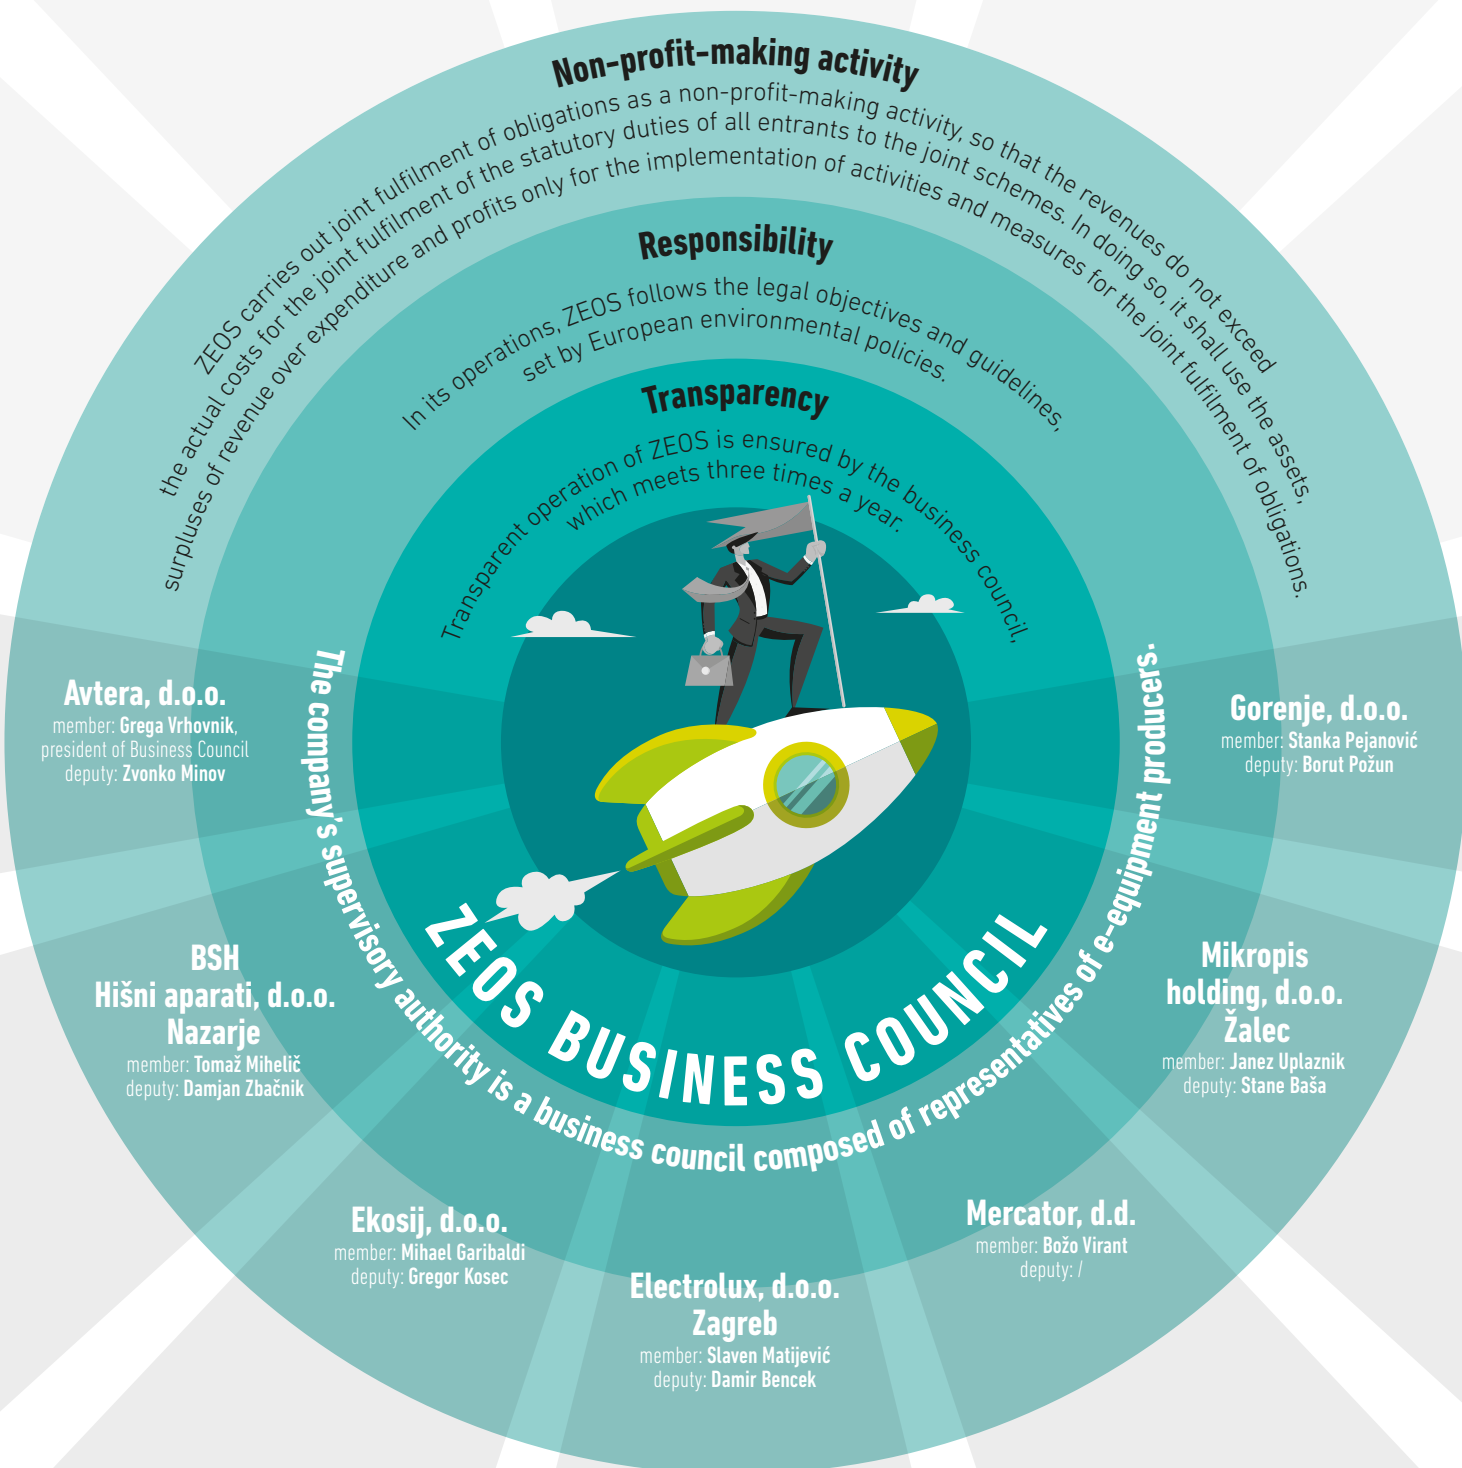 Non-profit-making activity
ZEOS carries out joint fulfilment of obligations as a non-profit-making activity, so that the revenues do not exceed
the actual costs for the joint fulfilment of the statutory duties of all entrants to the joint schemes. In doing so, it shall use the assets,
surpluses of revenue over expenditure and profits only for the implementation of activities and measures for the joint fulfilment of obligations.
Responsibility
In its operations, ZEOS follows the legal objectives and guidelines,
set by European environmental policies.
Transparency
Transparent operation of ZEOS is ensured by the business council,
which meets three times a year.
ZEOS BUSINESS COUNCIL
The company's supervisory authority is a business council composed of representatives of e-equipment producers.
Avtera, d.o.o.
member: Grega Vrhovnik,
president of Business Council
deputy: Zvonko Minov
BSH
Hišni aparati, d.o.o.
Nazarje
member: Tomaž Mihelič
deputy: Damjan Zbačnik
Ekosij, d.o.o.
member: Mihael Garibaldi
deputy: Gregor Kosec
Electrolux, d.o.o.
Zagreb
member: Slaven Matijević
deputy: Damir Bencek
Mercator, d.d.
member: Božo Virant
deputy: /
Mikropis
holding, d.o.o.
Žalec
member: Janez Uplaznik
deputy: Stane Baša
Gorenje, d.o.o.
member: Stanka Pejanović
deputy: Borut Požun